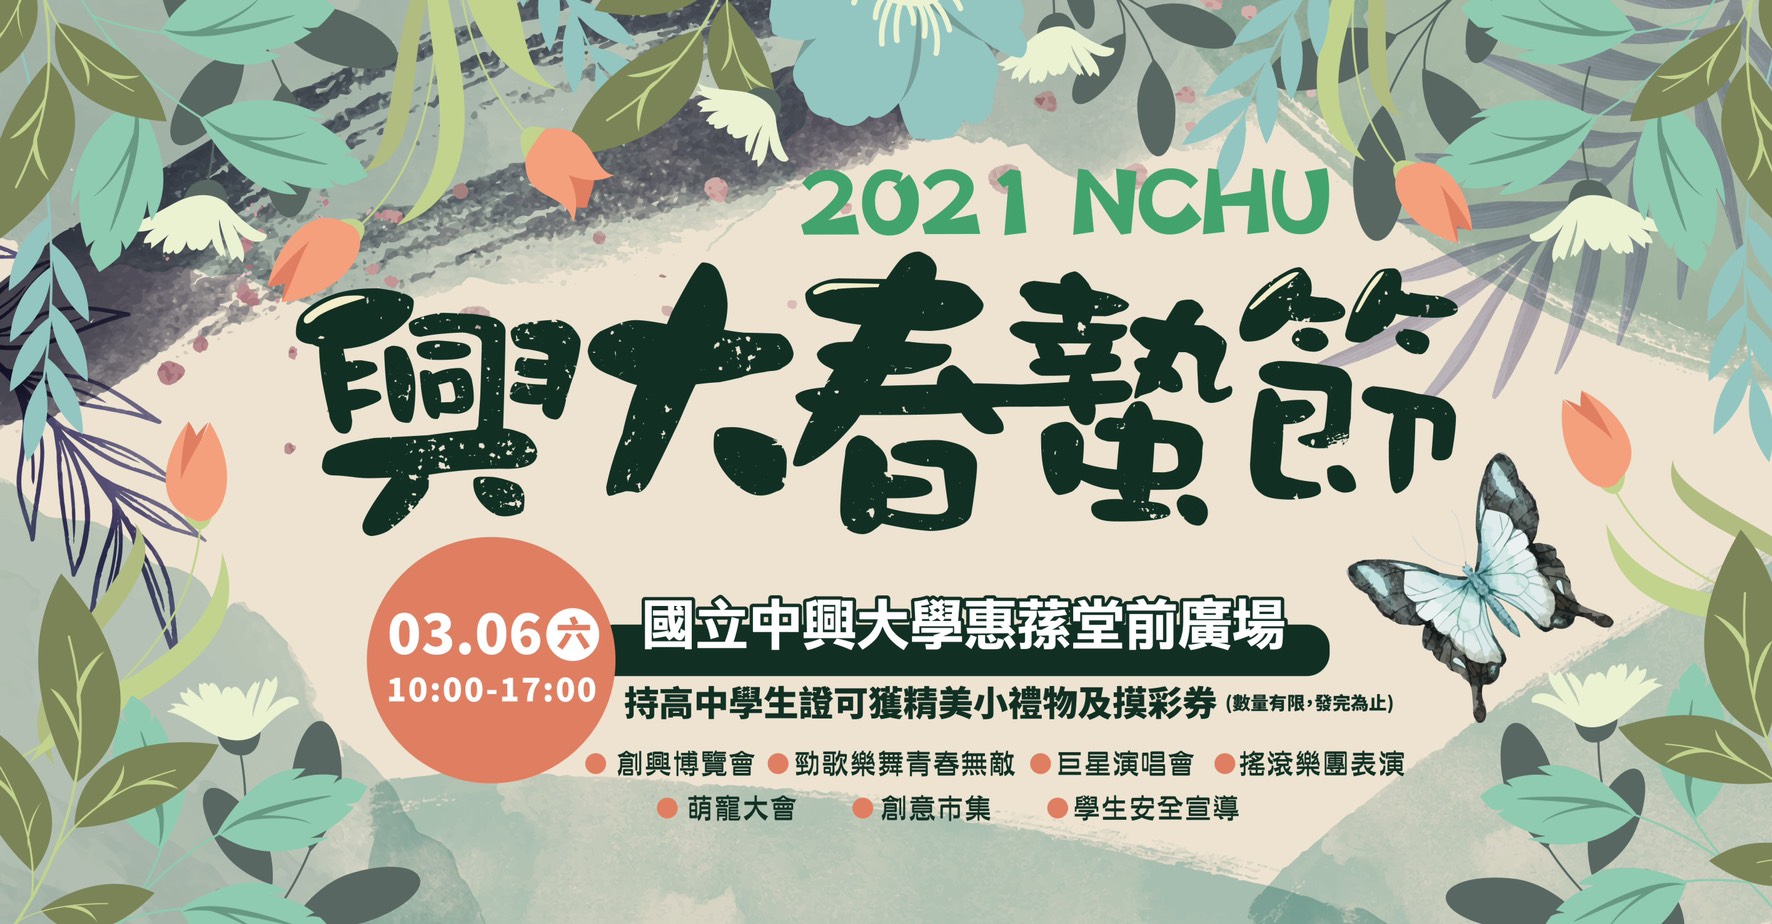 2021 NCHU
興大春蟄節
03.06 六
10:00-17:00
國立中興大學惠蓀堂前廣場
持高中學生證可獲精美小禮物及摸彩券 (數量有限,發完為止)
● 創興博覽會 ● 勁歌樂舞青春無敵 ● 巨星演唱會 ● 搖滾樂團表演
● 萌寵大會 ● 創意市集 ● 學生安全宣導